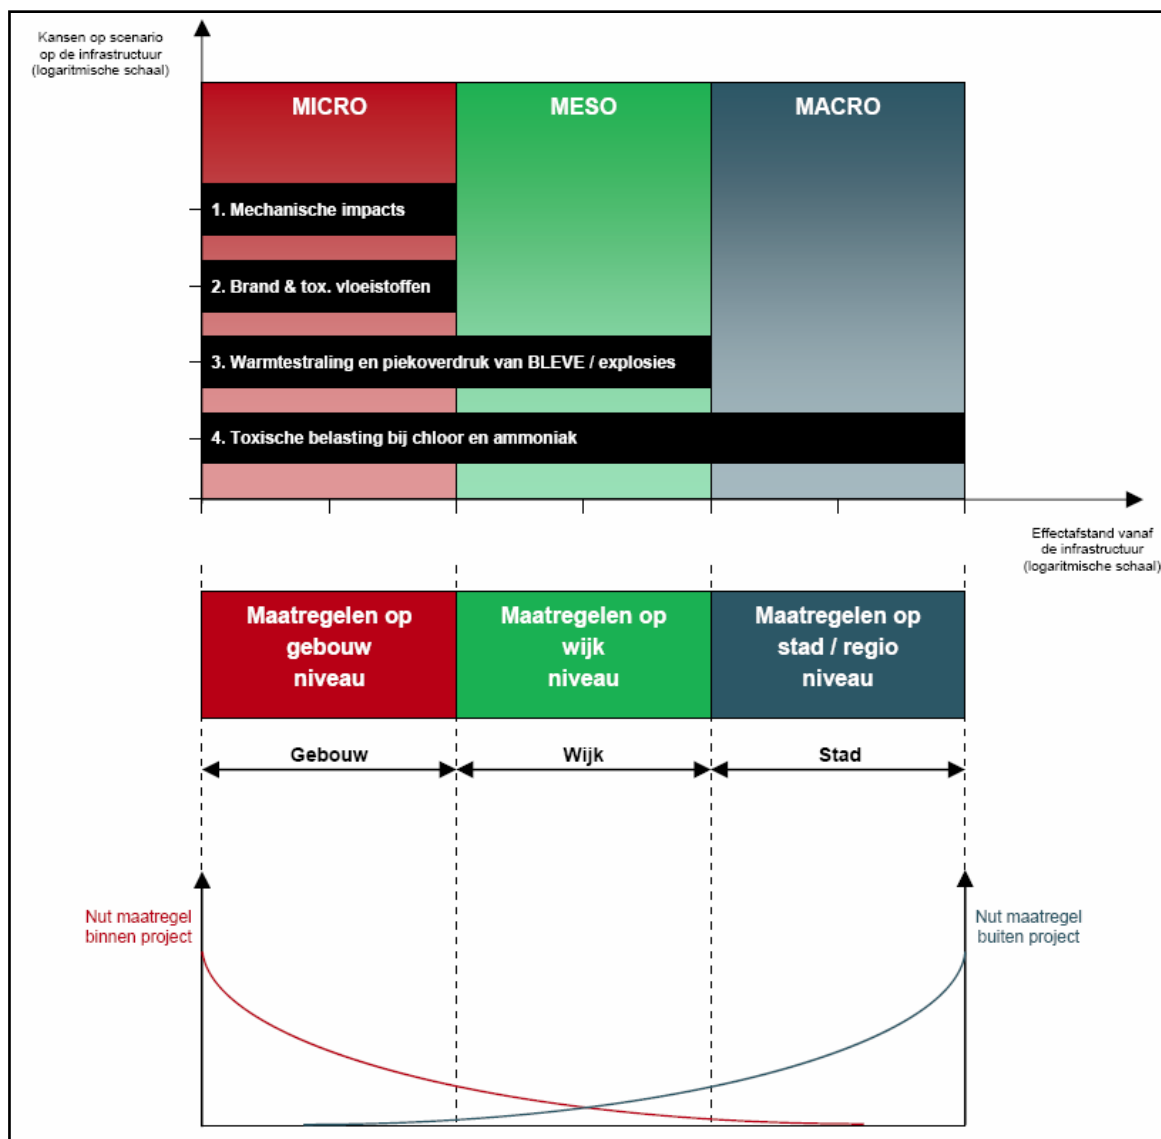 Kansen op scenario
op de infrastructuur
(logaritmische schaal)
MICRO
MESO
MACRO
1. Mechanische impacts
2. Brand & tox. vloeistoffen
3. Warmtestraling en piekoverdruk van BLEVE / explosies
4. Toxische belasting bij chloor en ammoniak
Effectafstand vanaf
de infrastructuur
(logaritmische schaal)
Maatregelen op
gebouw
niveau
Maatregelen op
wijk
niveau
Maatregelen op
stad / regio
niveau
Gebouw
Wijk
Stad
Nut maatregel
binnen project
Nut maatregel
buiten project